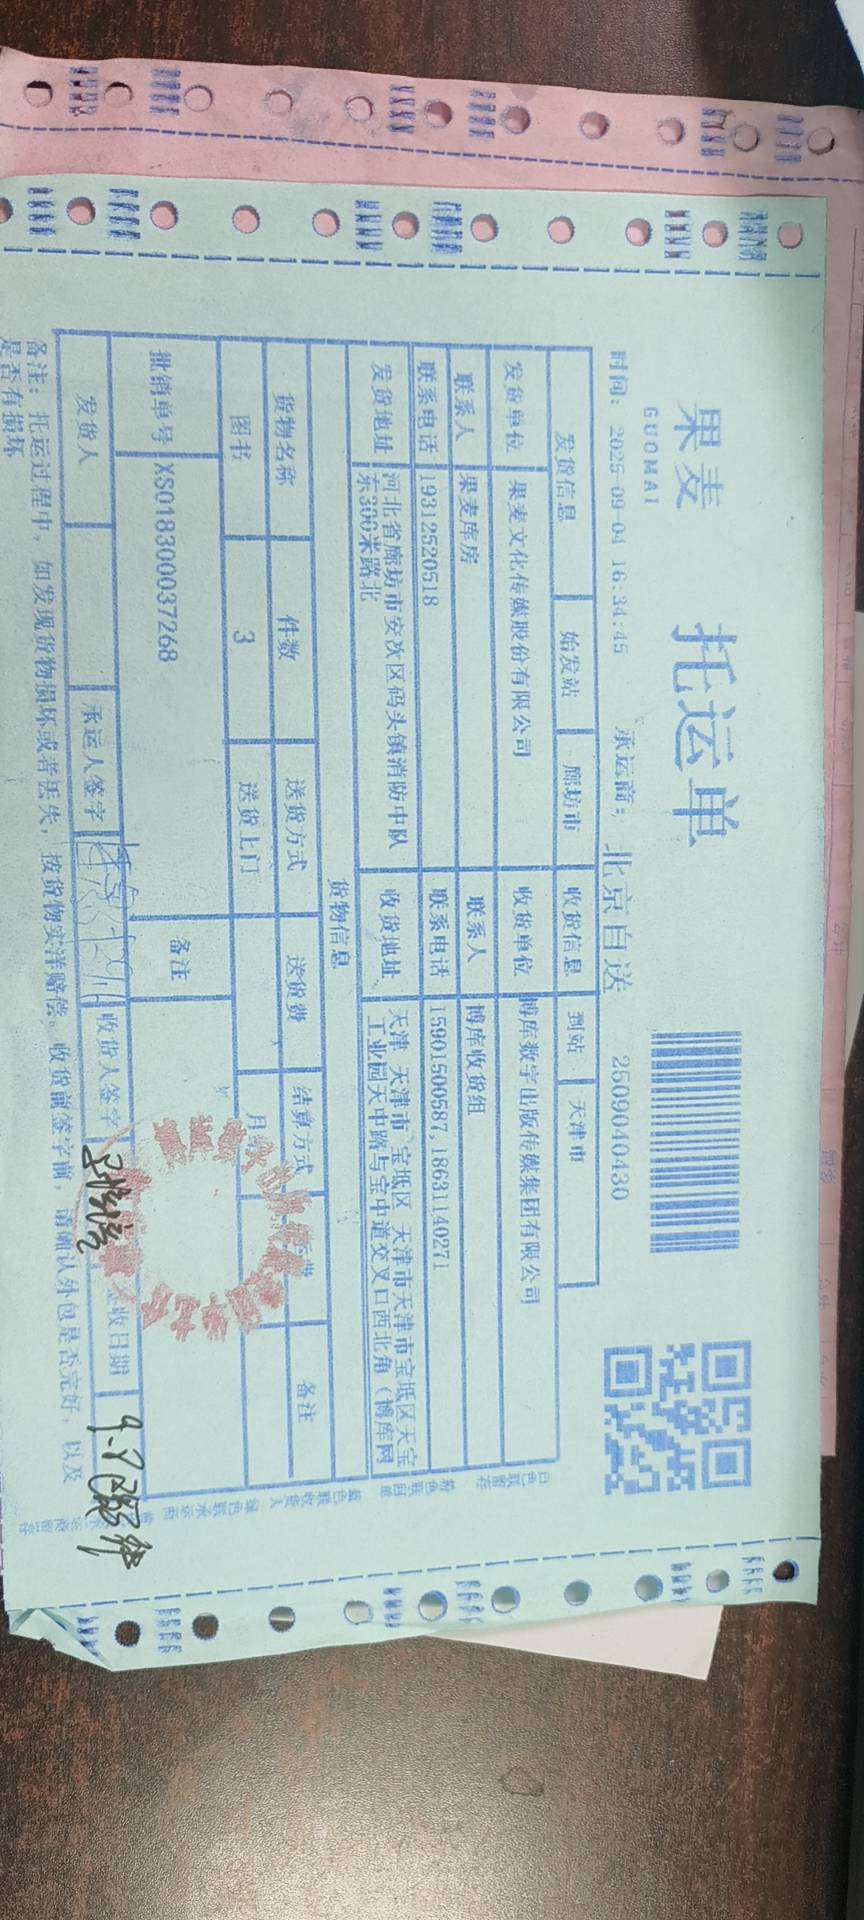 果麦
GUOMAI
托运单
时间: 2025-09-04 16:34:45 承运商: 北京自送 2509040430
发货信息 始发站 廊坊市 收货信息 到站 天津市
发货单位 果麦文化传媒股份有限公司 收货单位 博库数字出版传媒集团有限公司
联系人 果麦库房 联系人 博库收货组
联系电话 19312520518 联系电话 15901500587,18631140271
发货地址 河北省廊坊市安次区码头镇消防中队 收货地址 天津 天津市 宝坻区 天津市天津市宝坻区天宝
东300米路北 工业园天中路与宝中道交叉口西北角（博库网
货物信息
货物名称 件数 送货方式 送货费 结算方式 备注
图书 3 送货上门 月
批销单号 XS018300037268 备注
发货人 承运人签字 收货人签字 签收日期
备注: 托运过程中, 如发现货物损坏或者丢失, 按货物实洋赔偿。收货前签字前, 请确认外包是否完好, 以及
是否有损坏